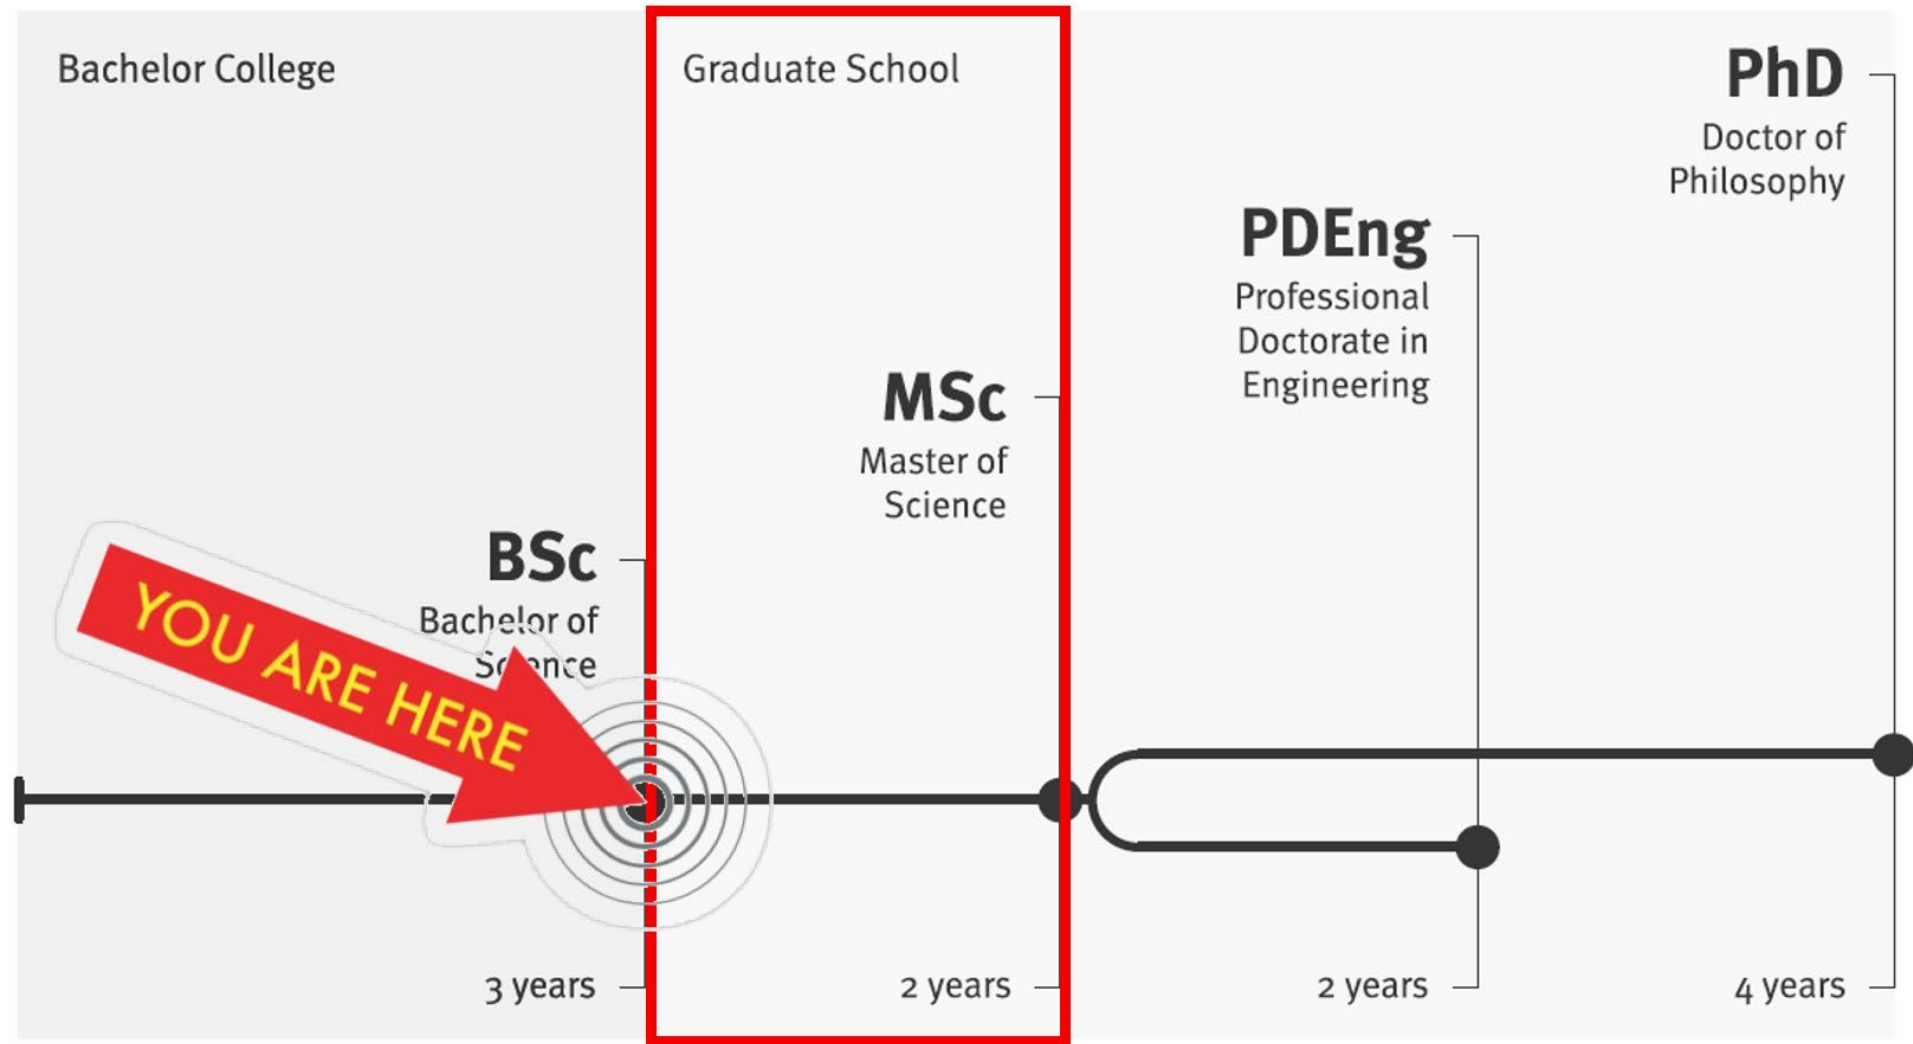 Bachelor College
Graduate School
PhD
Doctor of
Philosophy
PDEng
Professional
Doctorate in
Engineering
MSc
Master of
Science
BSc
Bachelor of
Science
YOU ARE HERE
3 years
2 years
2 years
4 years